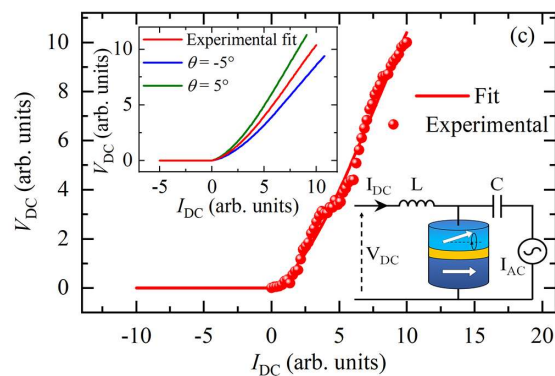 (c)
V_DC (arb. units)
10
8
6
4
2
0
-10
-5
0
5
10
15
20
I_DC (arb. units)
V_DC (arb. units)
10
5
0
-5
0
5
10
I_DC (arb. units)
Experimental fit
θ = -5°
θ = 5°
Fit
Experimental
I_DC
L
C
V_DC
I_AC